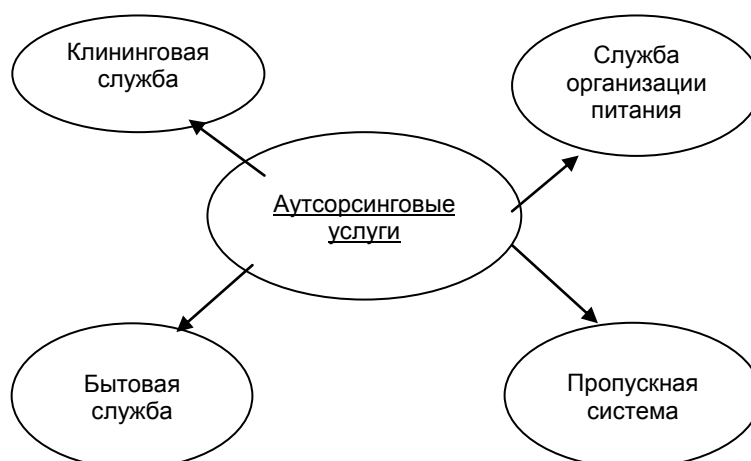 Клининговая
служба
Служба
организации
питания
Аутсорсинговые
услуги
Бытовая
служба
Пропускная
система